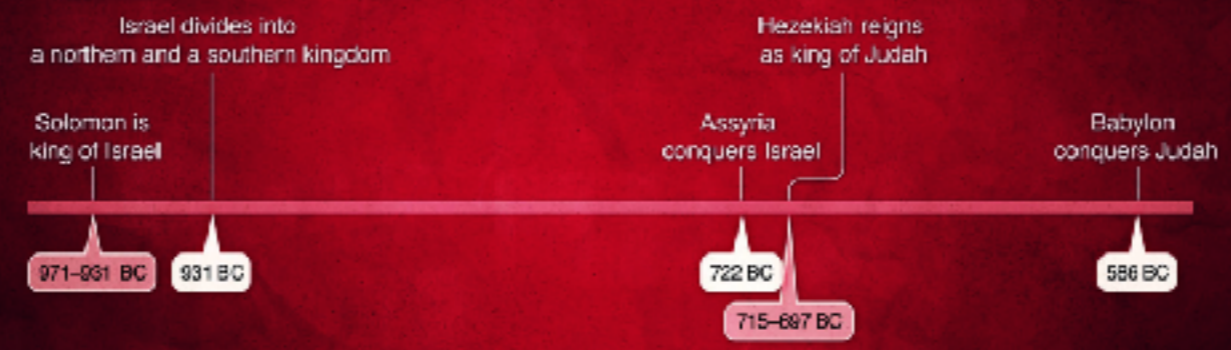 Israel divides into
a northern and a southern kingdom
Hezekiah reigns
as king of Judah
Solomon is
king of Israel
Assyria
conquers Israel
Babylon
conquers Judah
971–931 BC
931 BC
722 BC
586 BC
715–697 BC